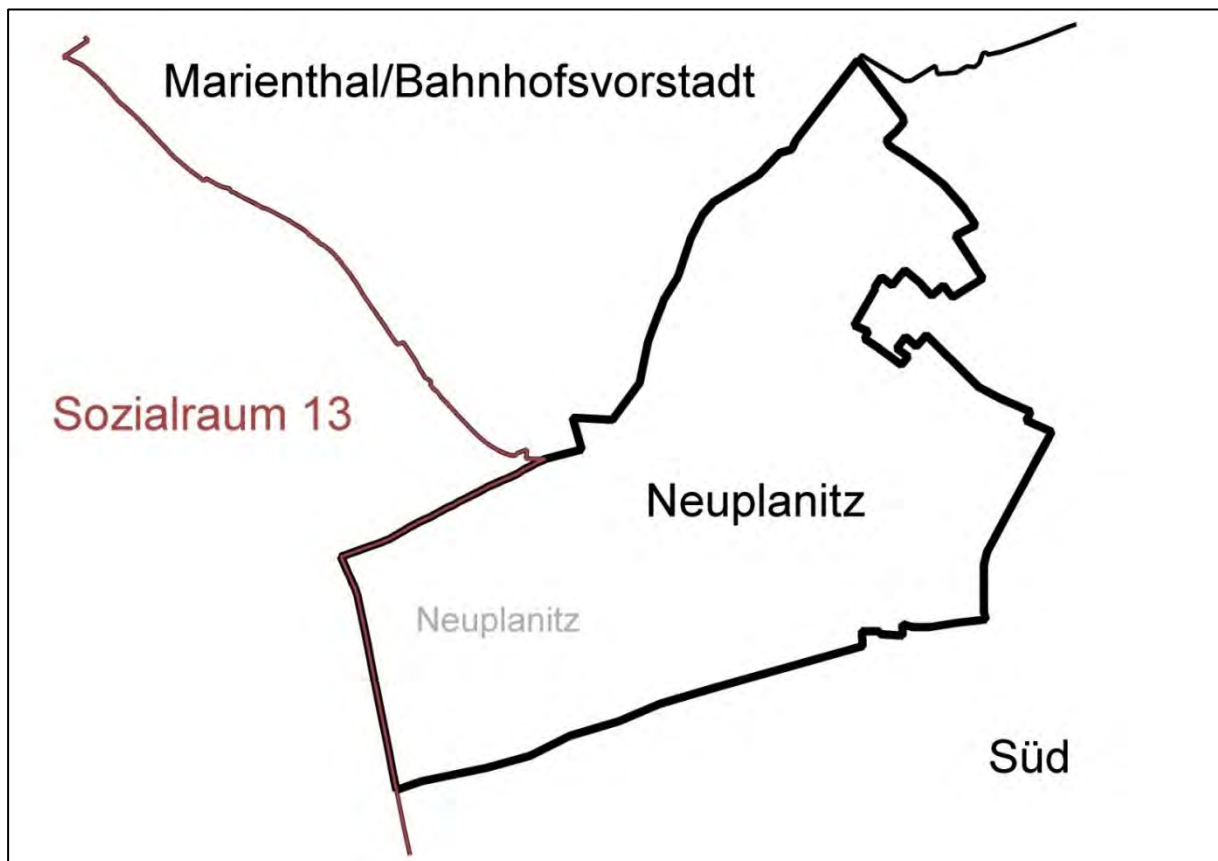 Marienthal/Bahnhofsvorstadt
Sozialraum 13
Neuplanitz
Neuplanitz
Süd